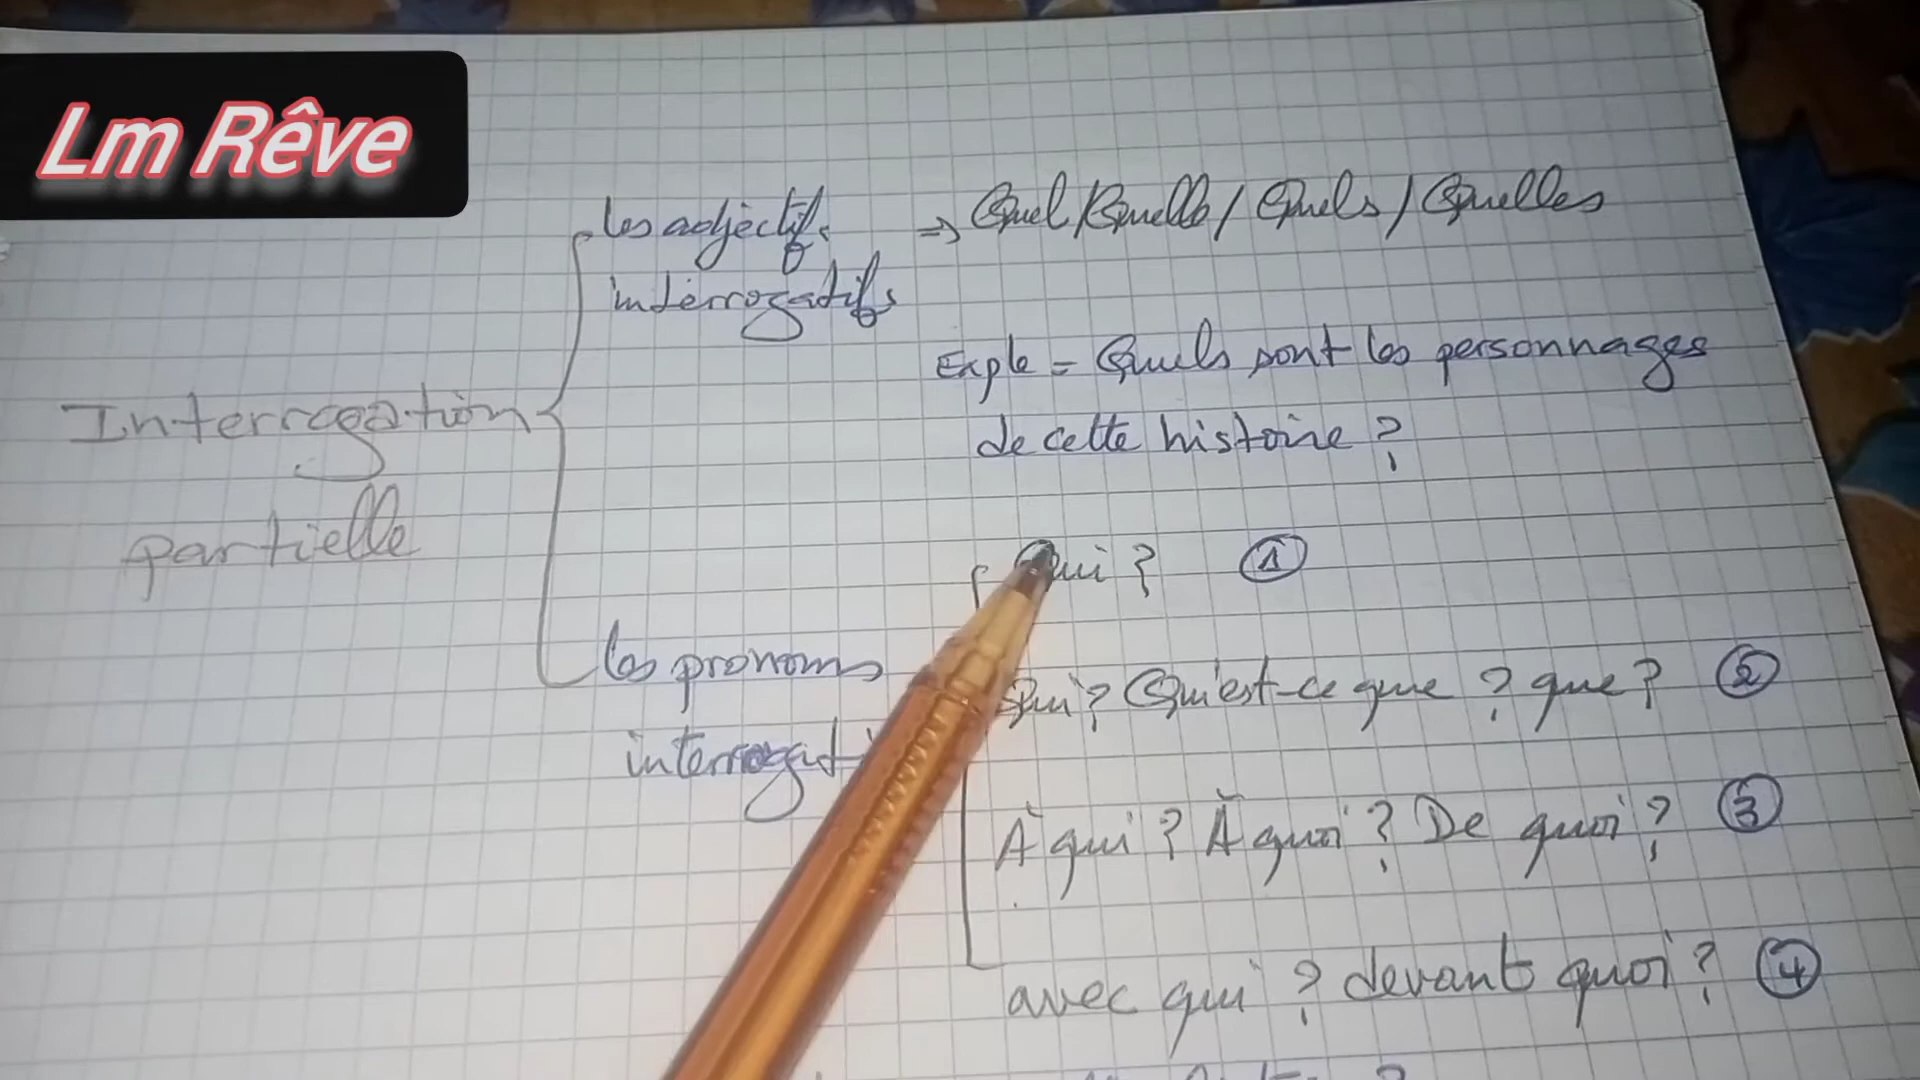 Lm Rêve
les adjectifs => Quel/Quelle/Quels/Quelles
interrogatifs
Exple = Quels sont les personnages
de cette histoire ?
Interrogation
partielle
Qui ? 1
les pronoms
Qui ? Qu'est-ce que ? que ? 2
interrogati
À qui ? À quoi ? De quoi ? 3
avec qui ? devant quoi ? 4